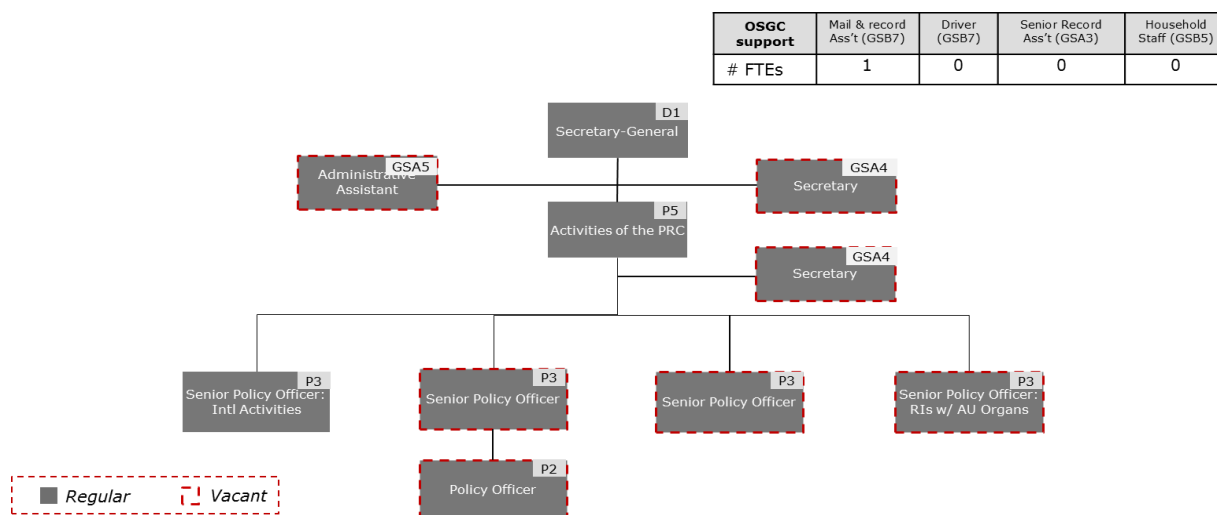 OSGC support
Mail & record Ass't (GSB7)
Driver (GSB7)
Senior Record Ass't (GSA3)
Household Staff (GSB5)
# FTEs
1
0
0
0
D1
Secretary-General
GSA5
Administrative
Assistant
GSA4
Secretary
P5
Activities of the PRC
GSA4
Secretary
P3
Senior Policy Officer:
Intl Activities
P3
Senior Policy Officer
P3
Senior Policy Officer
P3
Senior Policy Officer:
RIs w/ AU Organs
P2
Policy Officer
Regular
Vacant